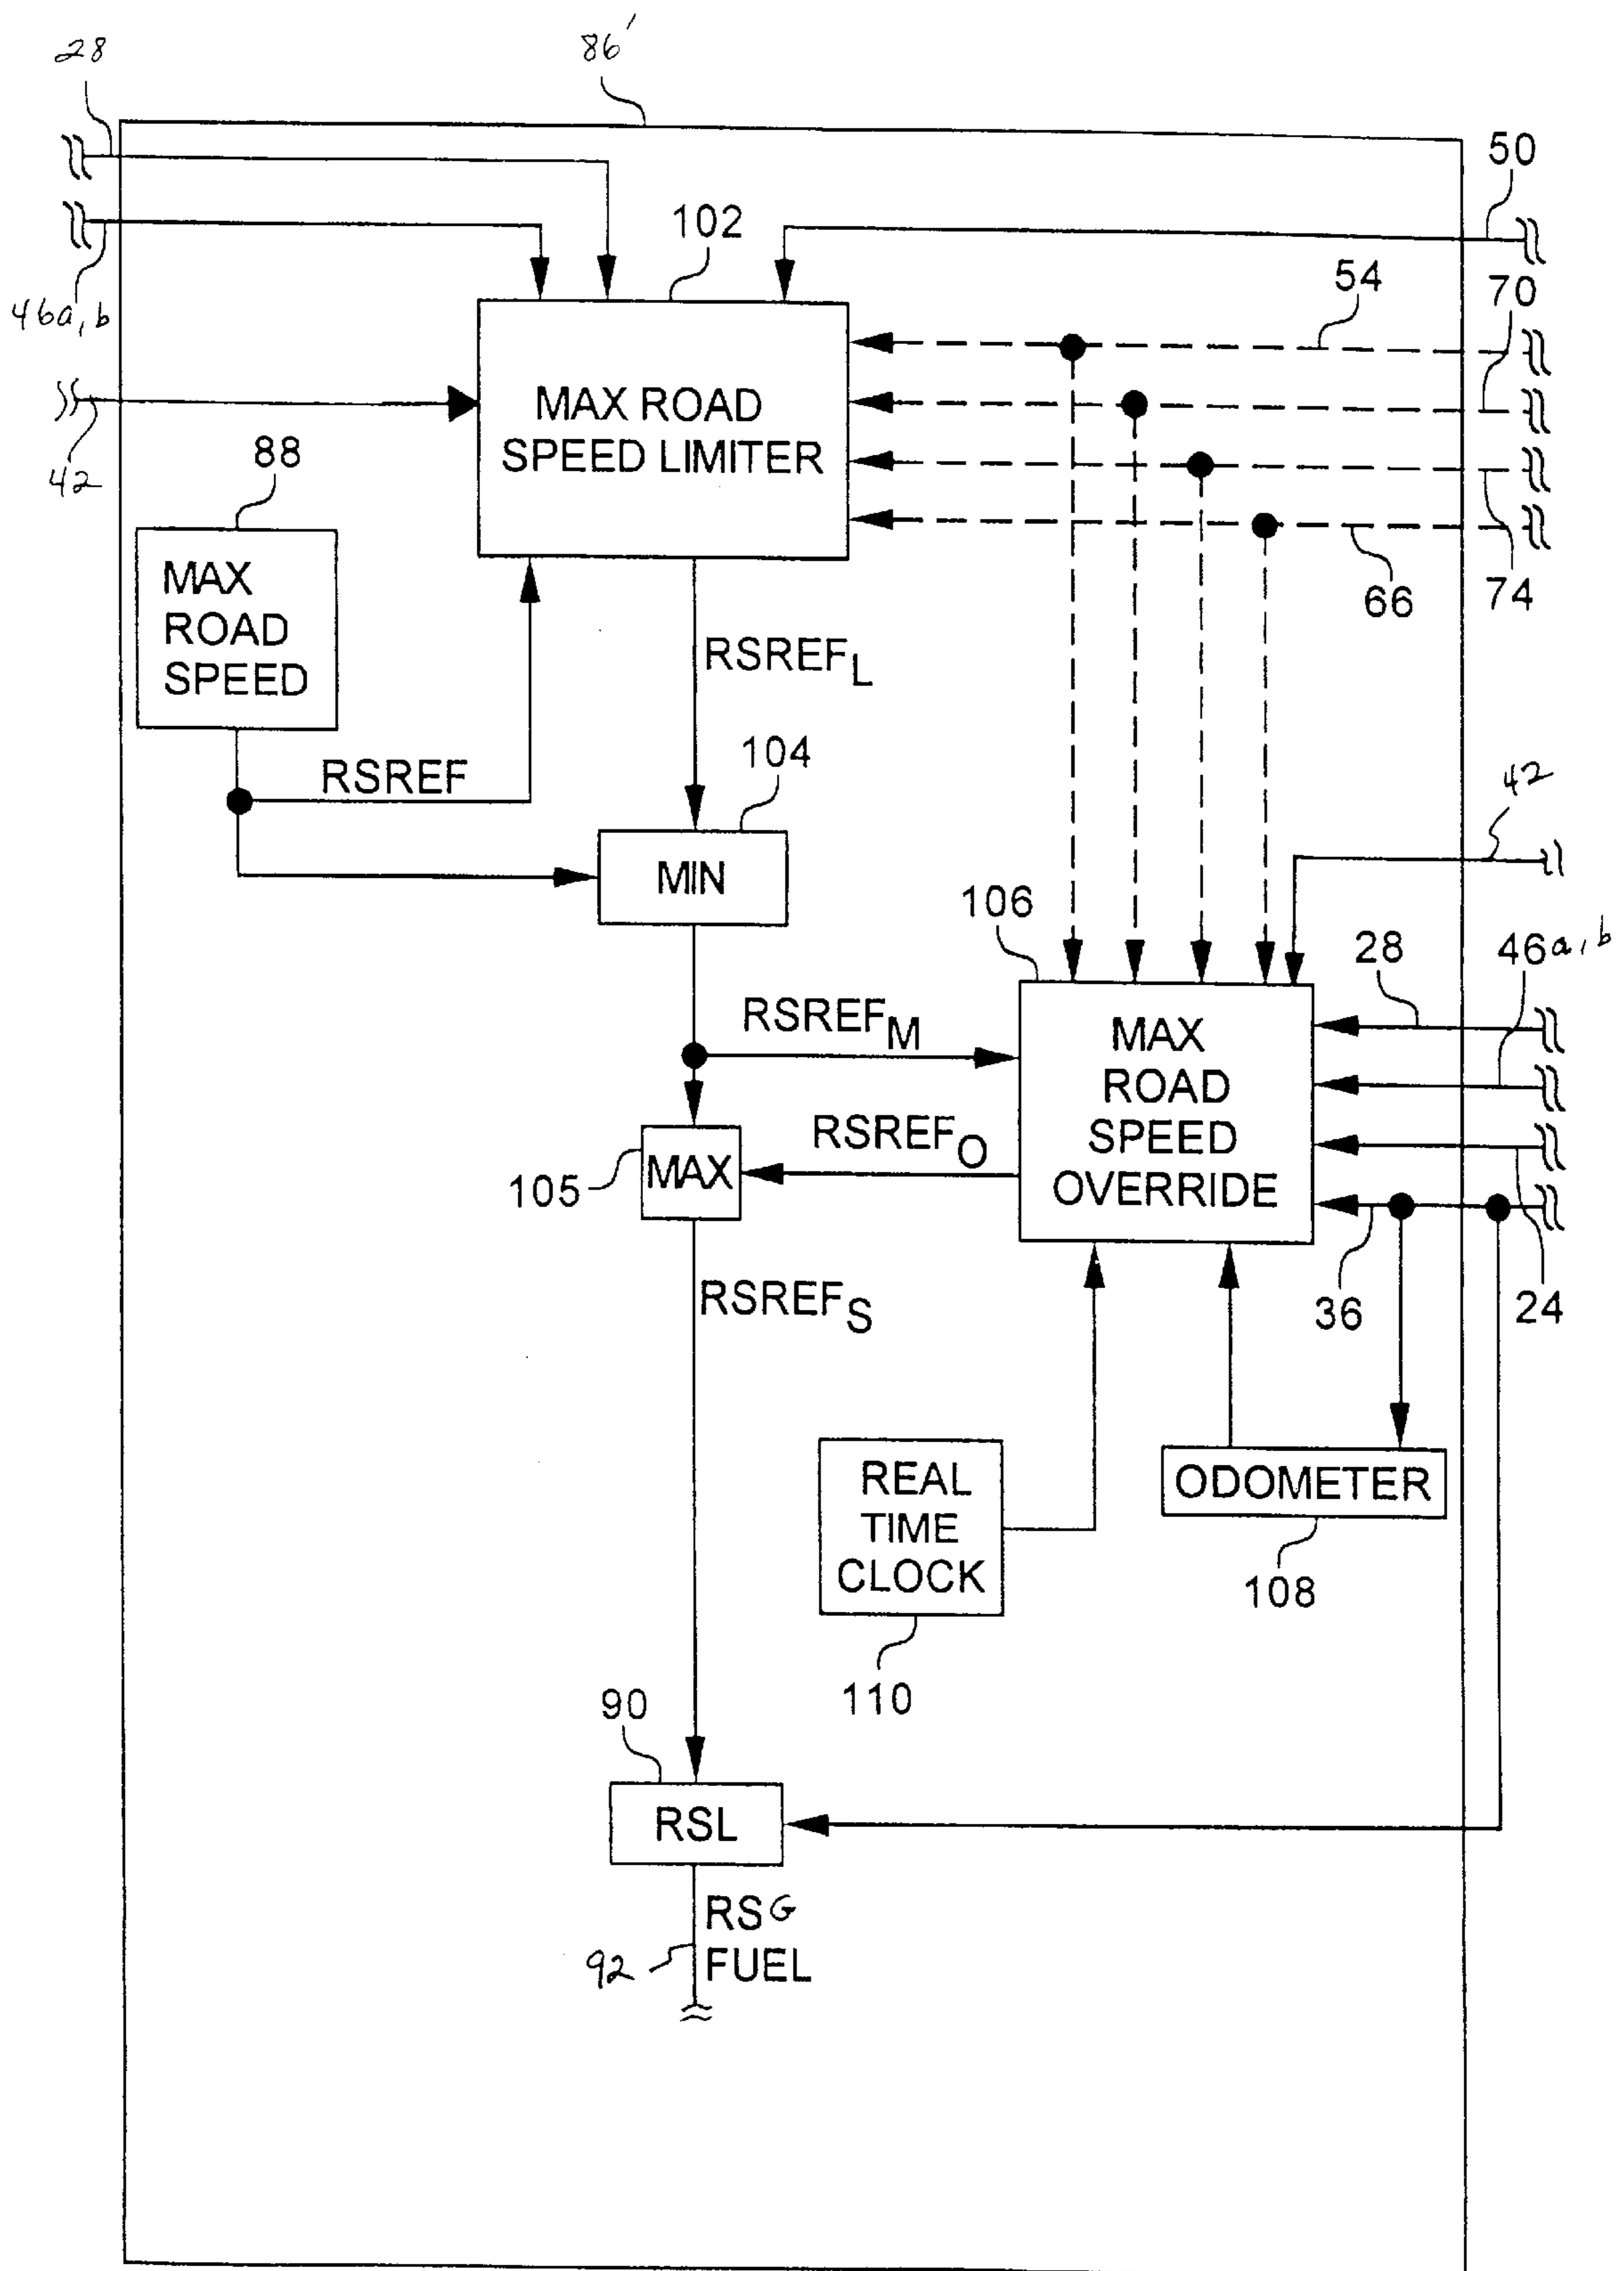 28
86'
50
46a,b
102
54
70
MAX ROAD
SPEED LIMITER
42
88
74
66
MAX
ROAD
SPEED
RSREF_L
RSREF
104
42
MIN
106
28
46a,b
RSREF_M
MAX
ROAD
SPEED
OVERRIDE
RSREF_O
105
MAX
RSREF_S
36
24
REAL
TIME
CLOCK
ODOMETER
108
110
90
RSL
RSG
FUEL
92